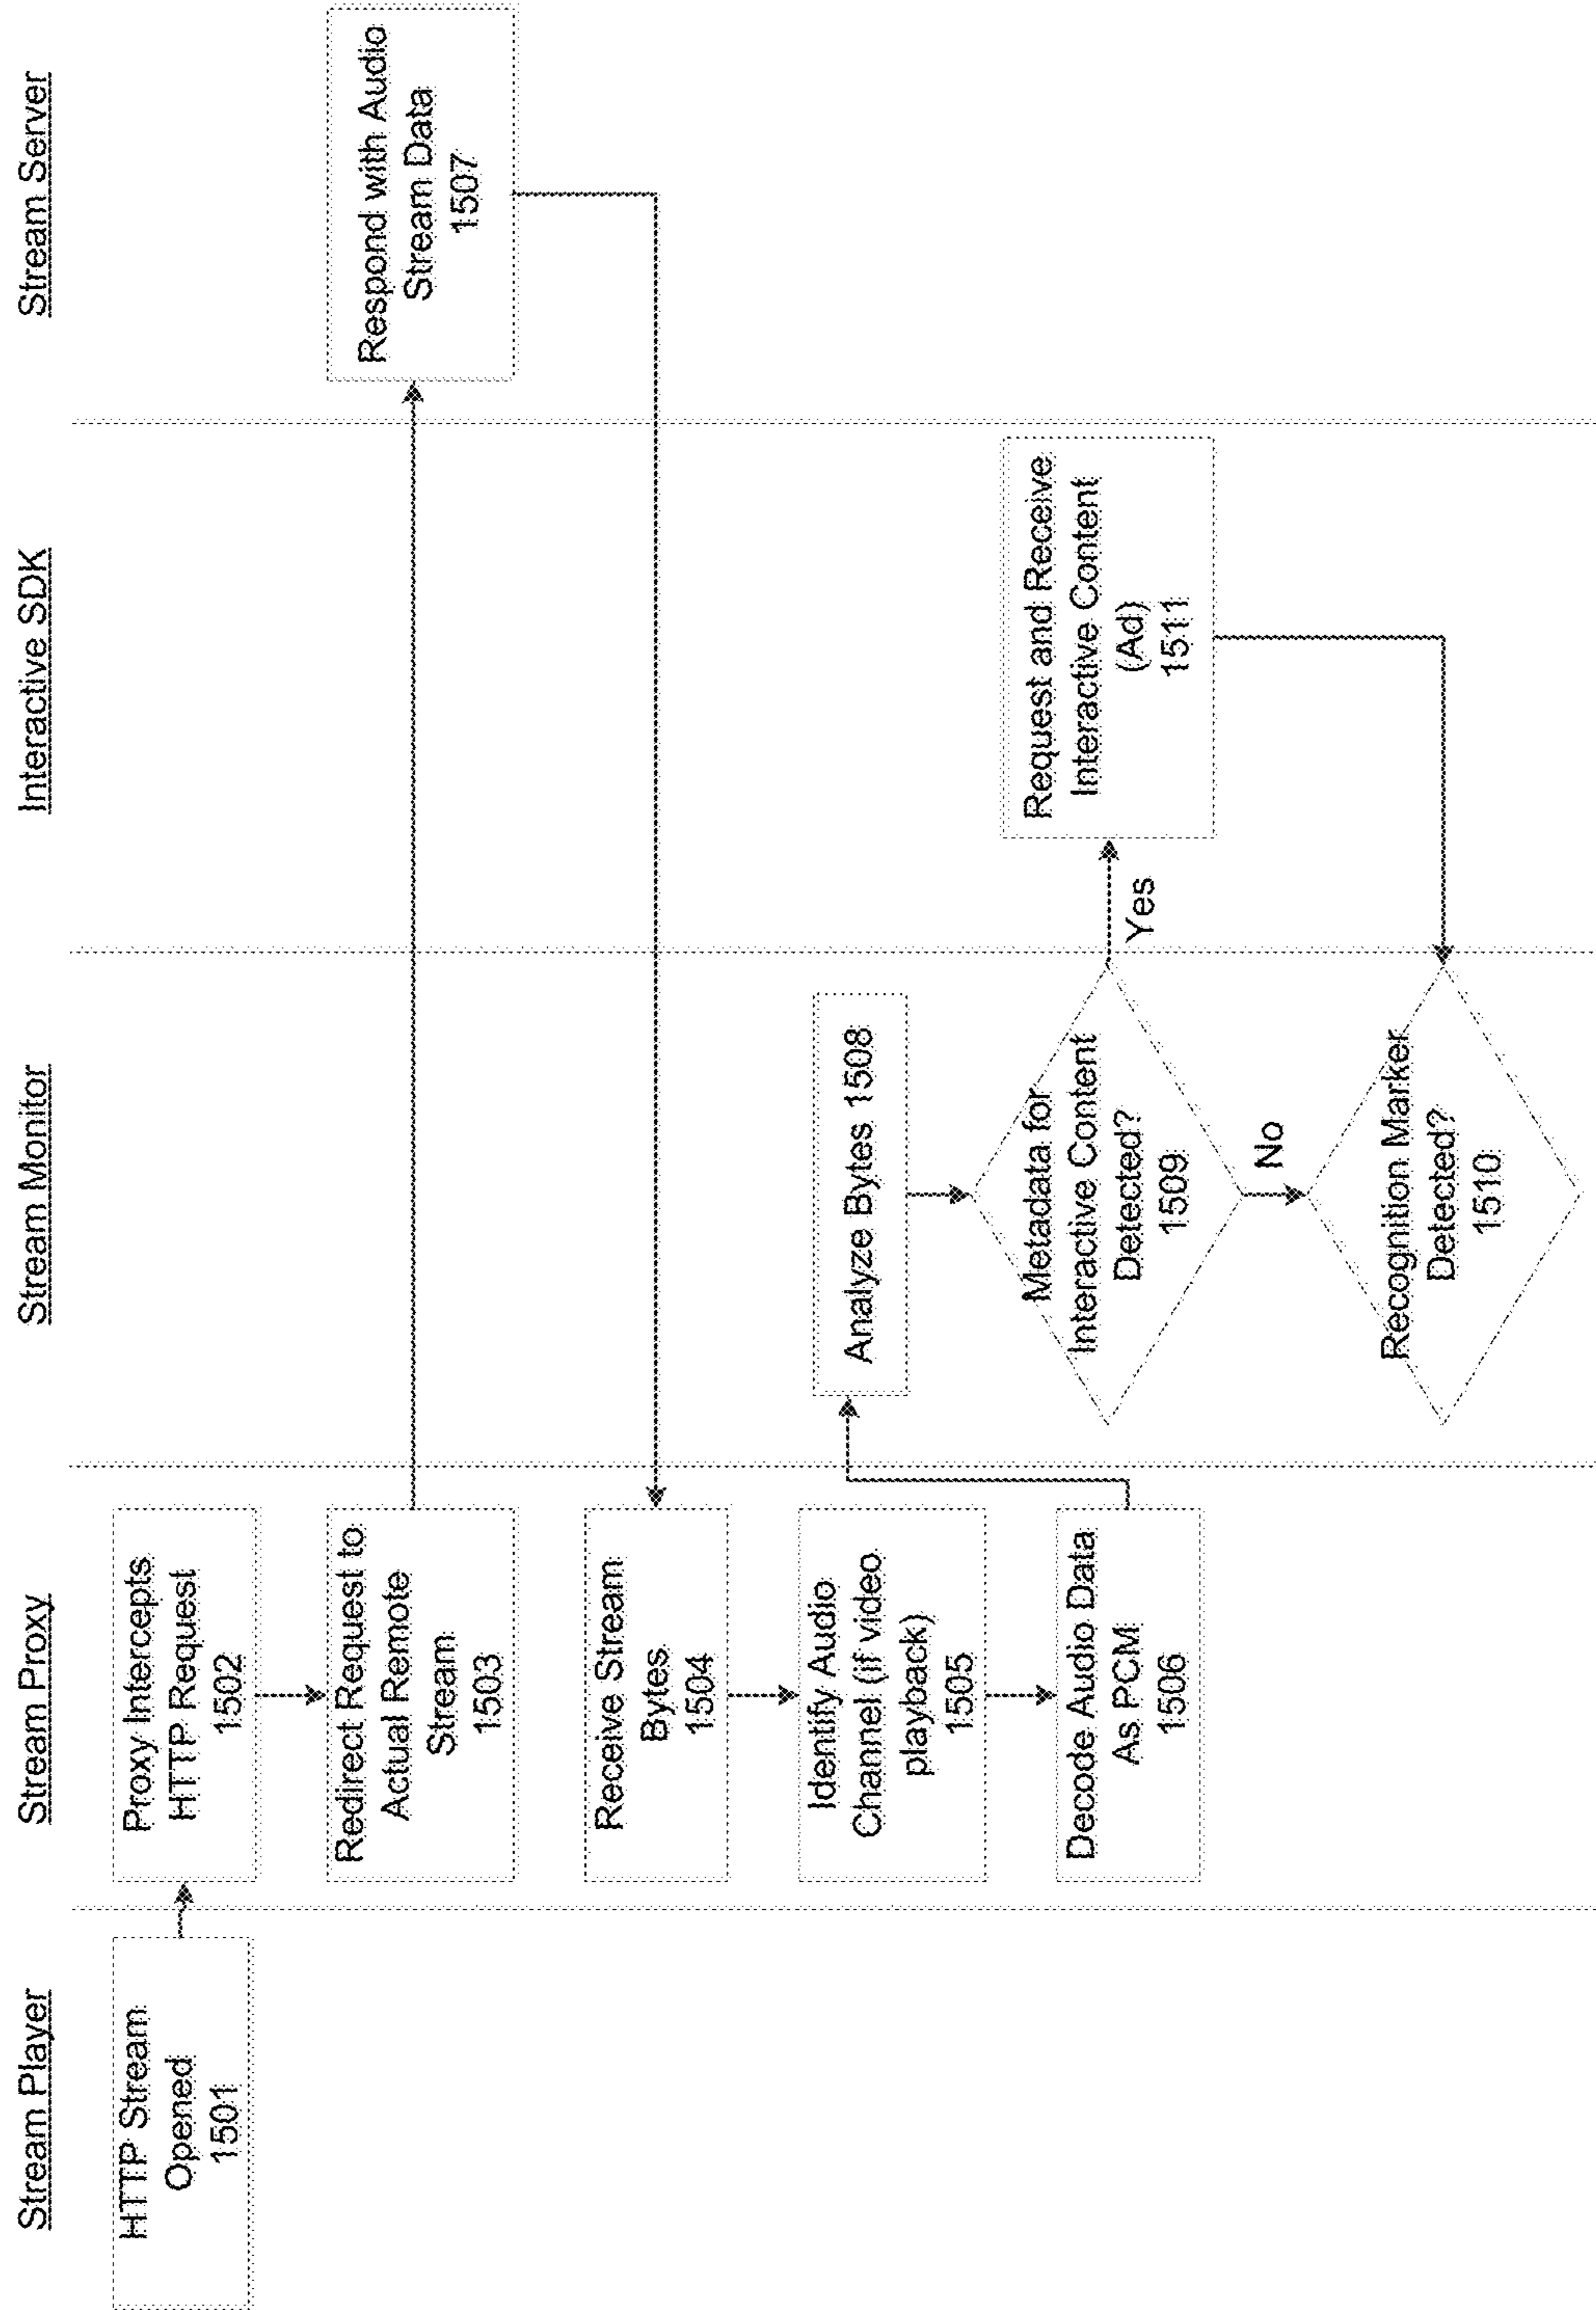 Stream Player
Stream Proxy
Stream Monitor
Interactive SDK
Stream Server
HTTP Stream
Opened
1501
Proxy Intercepts
HTTP Request
1502
Redirect Request to
Actual Remote
Stream
1503
Respond with Audio
Stream Data
1507
Receive Stream
Bytes
1504
Identify Audio
Channel (if video
playback)
1505
Decode Audio Data
As PCM
1506
Analyze Bytes 1508
Metadata for
Interactive Content
Detected?
1509
Yes
Request and Receive
Interactive Content
(Ad)
1511
No
Recognition Marker
Detected?
1510